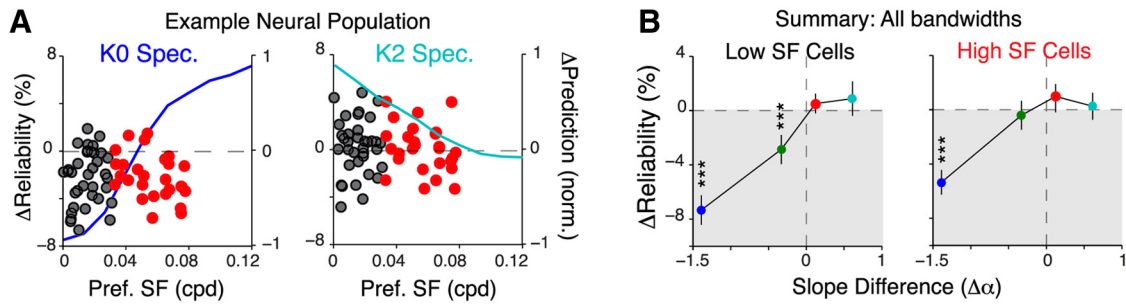 A
Example Neural Population
K0 Spec.
K2 Spec.
ΔReliability (%)
8
0
−8
1
0
−1
0 0.04 0.08 0.12
Pref. SF (cpd)
8
0
−8
1
0
−1
0 0.04 0.08 0.12
Pref. SF (cpd)
ΔPrediction
(norm.)
B
Summary: All bandwidths
Low SF Cells
High SF Cells
ΔReliability (%)
4
0
−4
−8
***
***
−1.5 0 1
***
−1.5 0 1
Slope Difference (Δα)